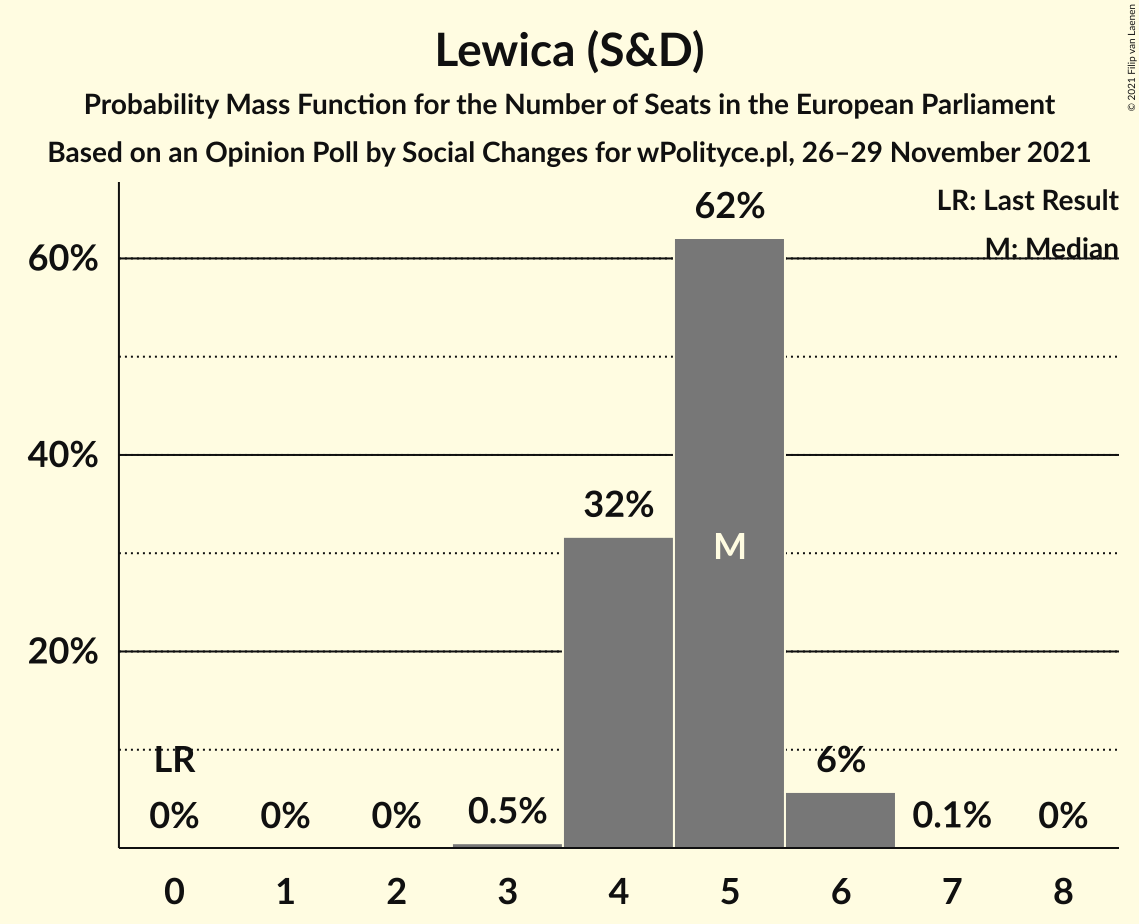 Lewica (S&D)
Probability Mass Function for the Number of Seats in the European Parliament
Based on an Opinion Poll by Social Changes for wPolityce.pl, 26–29 November 2021
© 2021 Filip van Laenen
LR: Last Result
M: Median
60%
40%
20%
62%
32%
M
LR
0%
0%
0%
0.5%
6%
0.1%
0%
0 1 2 3 4 5 6 7 8